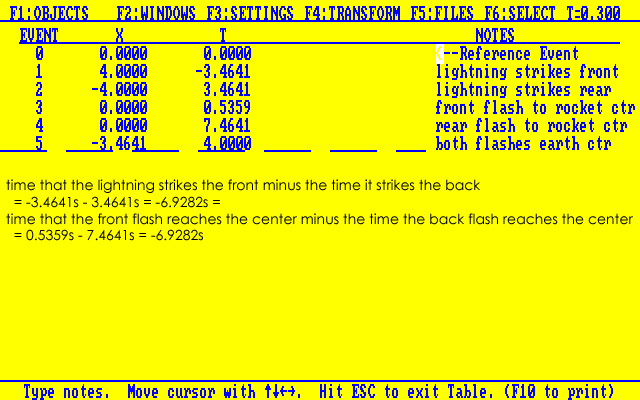 F1:OBJECTS F2:WINDOWS F3:SETTINGS F4:TRANSFORM F5:FILES F6:SELECT T=0.300
EVENT X T NOTES
0 0.0000 0.0000 <--Reference Event
1 4.0000 -3.4641 lightning strikes front
2 -4.0000 3.4641 lightning strikes rear
3 0.0000 0.5359 front flash to rocket ctr
4 0.0000 7.4641 rear flash to rocket ctr
5 -3.4641 4.0000 both flashes earth ctr
time that the lightning strikes the front minus the time it strikes the back
= -3.4641s - 3.4641s = -6.9282s =
time that the front flash reaches the center minus the time the back flash reaches the center
= 0.5359s - 7.4641s = -6.9282s
Type notes. Move cursor with ↑↓←→. Hit ESC to exit Table. (F10 to print)